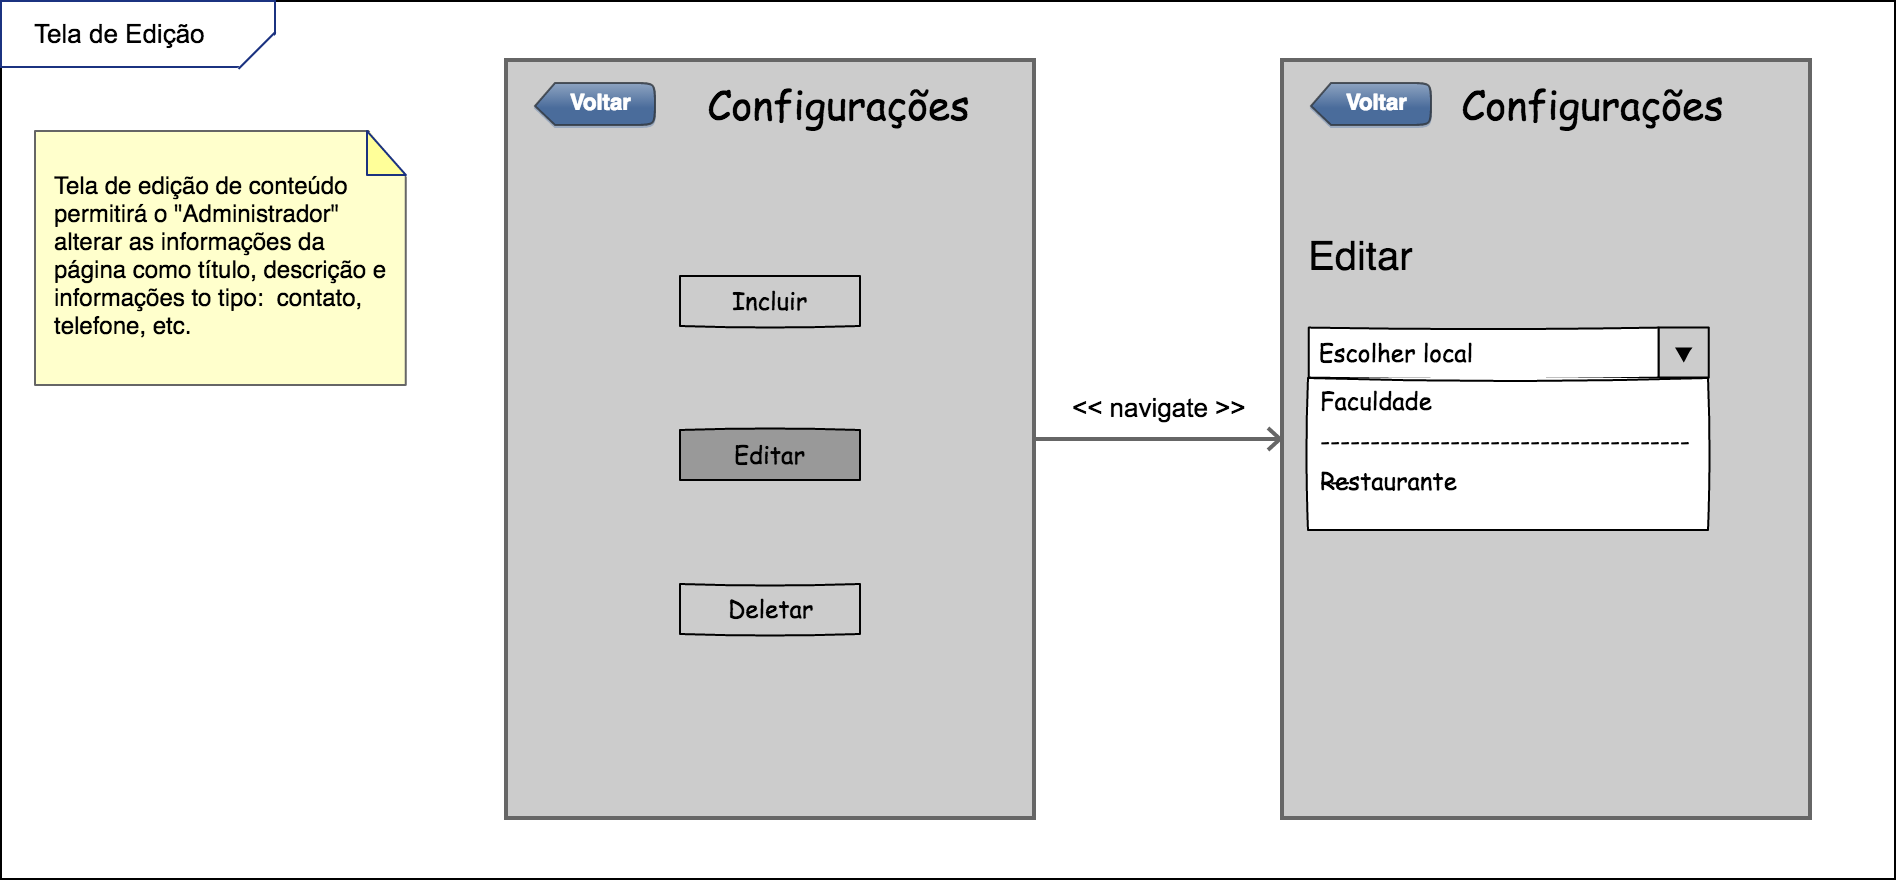 Tela de Edição
Tela de edição de conteúdo
permitirá o "Administrador"
alterar as informações da
página como título, descrição e
informações to tipo:  contato,
telefone, etc.
Voltar
Configurações
Incluir
Editar
Deletar
<< navigate >>
Voltar
Configurações
Editar
Escolher local
▼
Faculdade
-------------------------------------
Restaurante